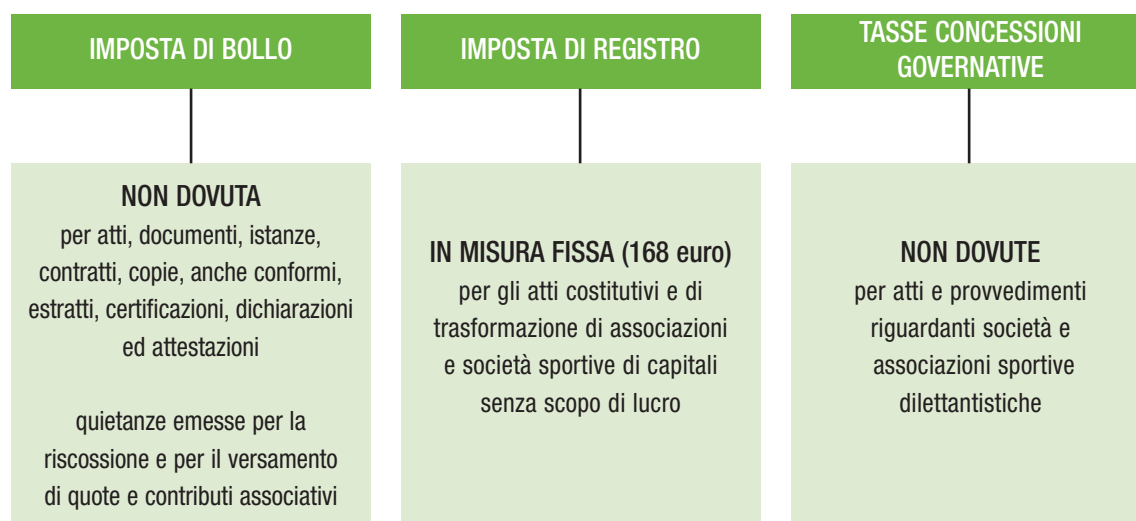 IMPOSTA DI BOLLO
NON DOVUTA
per atti, documenti, istanze,
contratti, copie, anche conformi,
estratti, certificazioni, dichiarazioni
ed attestazioni
quietanze emesse per la
riscossione e per il versamento
di quote e contributi associativi
IMPOSTA DI REGISTRO
IN MISURA FISSA (168 euro)
per gli atti costitutivi e di
trasformazione di associazioni
e società sportive di capitali
senza scopo di lucro
TASSE CONCESSIONI
GOVERNATIVE
NON DOVUTE
per atti e provvedimenti
riguardanti società e
associazioni sportive
dilettantistiche